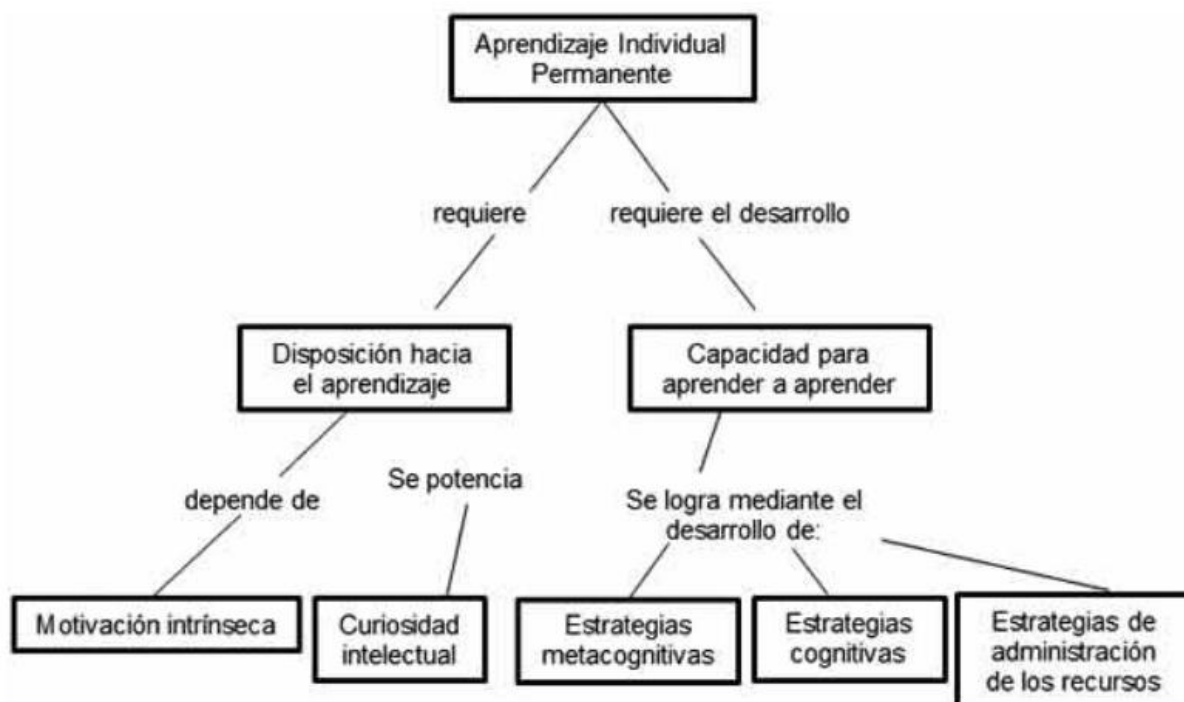 Aprendizaje Individual
Permanente
requiere
requiere el desarrollo
Disposición hacia
el aprendizaje
Capacidad para
aprender a aprender
depende de
Se potencia
Se logra mediante el
desarrollo de:
Motivación intrínseca
Curiosidad
intelectual
Estrategias
metacognitivas
Estrategias
cognitivas
Estrategias de
administración
de los recursos